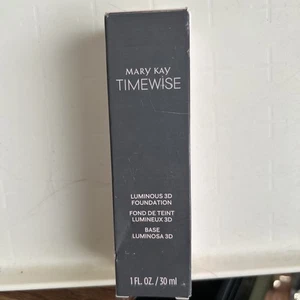 MARY KAY
TIMEWISE
LUMINOUS 3D
FOUNDATION
FOND DE TEINT
LUMINEUX 3D
BASE
LUMINOSA 3D
1 FL. OZ. / 30 ml